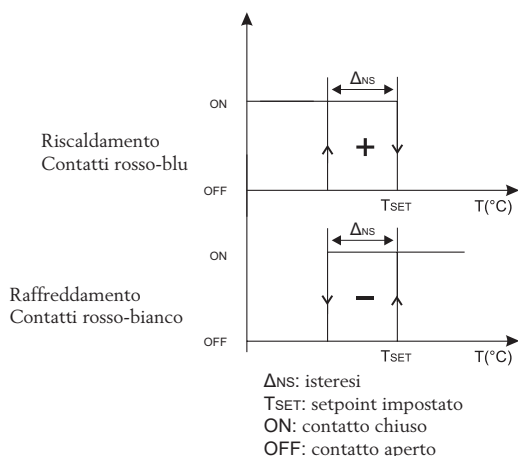 ΔNS
ON
Riscaldamento
Contatti rosso-blu
+
OFF
TSET
T(°C)
ΔNS
ON
Raffreddamento
Contatti rosso-bianco
−
OFF
TSET
T(°C)
ΔNS: isteresi
TSET: setpoint impostato
ON: contatto chiuso
OFF: contatto aperto